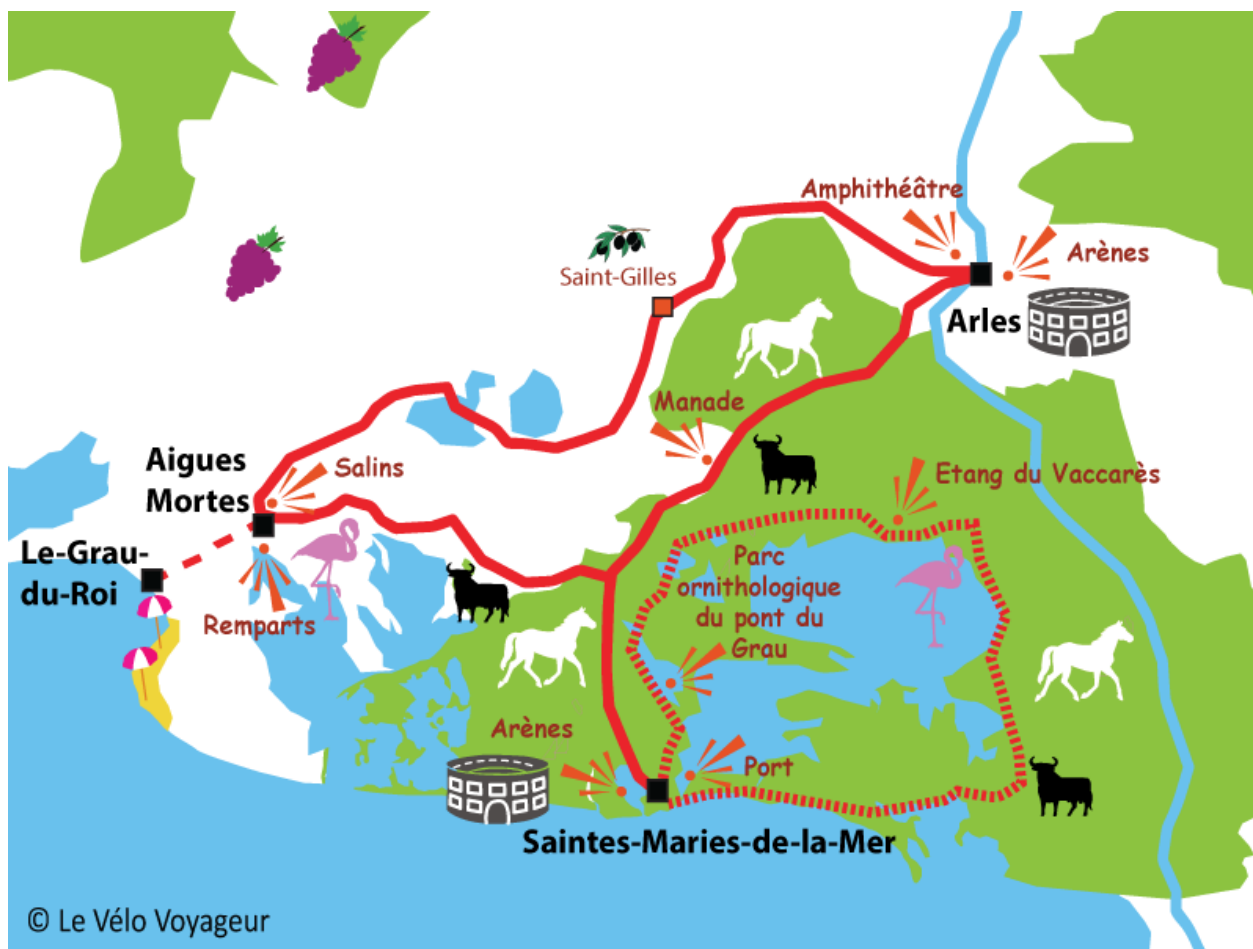 Amphithéâtre
Arènes
Saint-Gilles
Arles
Manade
Aigues
Mortes
Salins
Etang du Vaccarès
Le-Grau-
du-Roi
Parc
ornithologique
du pont du
Grau
Remparts
Arènes
Port
Saintes-Maries-de-la-Mer
© Le Vélo Voyageur